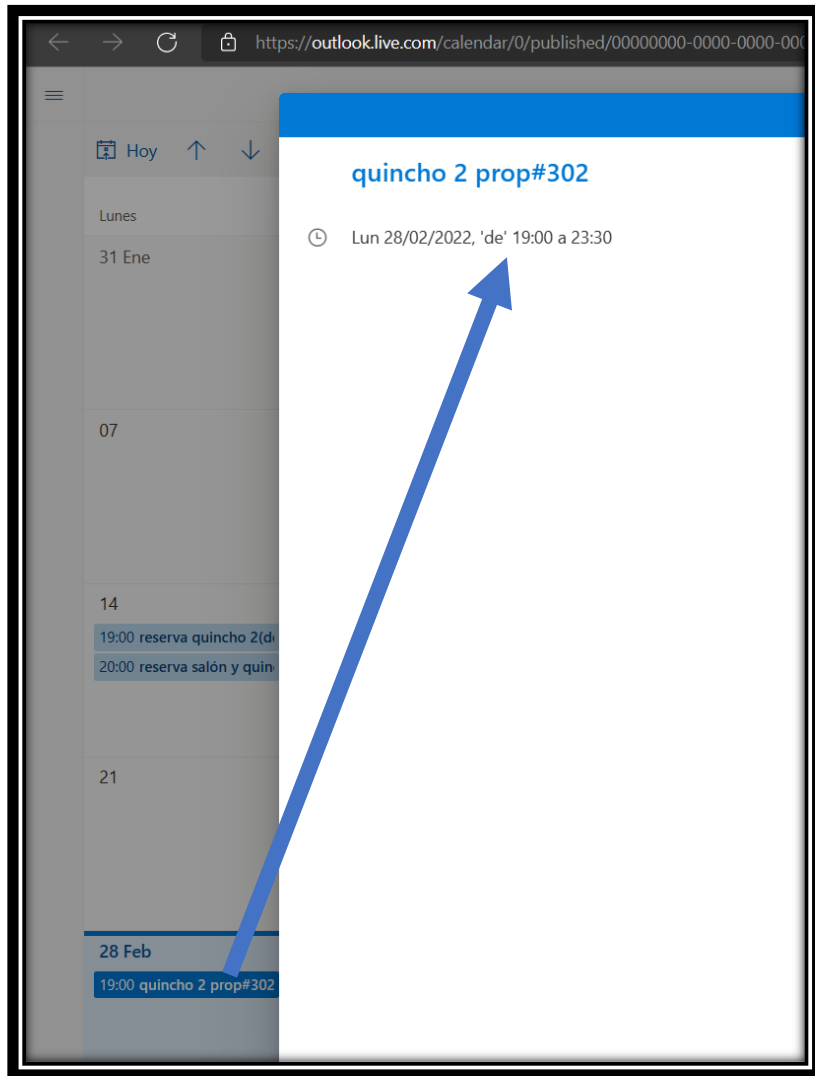 https://outlook.live.com/calendar/0/published/00000000-0000-0000-000
Hoy
quincho 2 prop#302
Lunes
Lun 28/02/2022, 'de' 19:00 a 23:30
31 Ene
07
14
19:00 reserva quincho 2(d
20:00 reserva salón y quin
21
28 Feb
19:00 quincho 2 prop#302